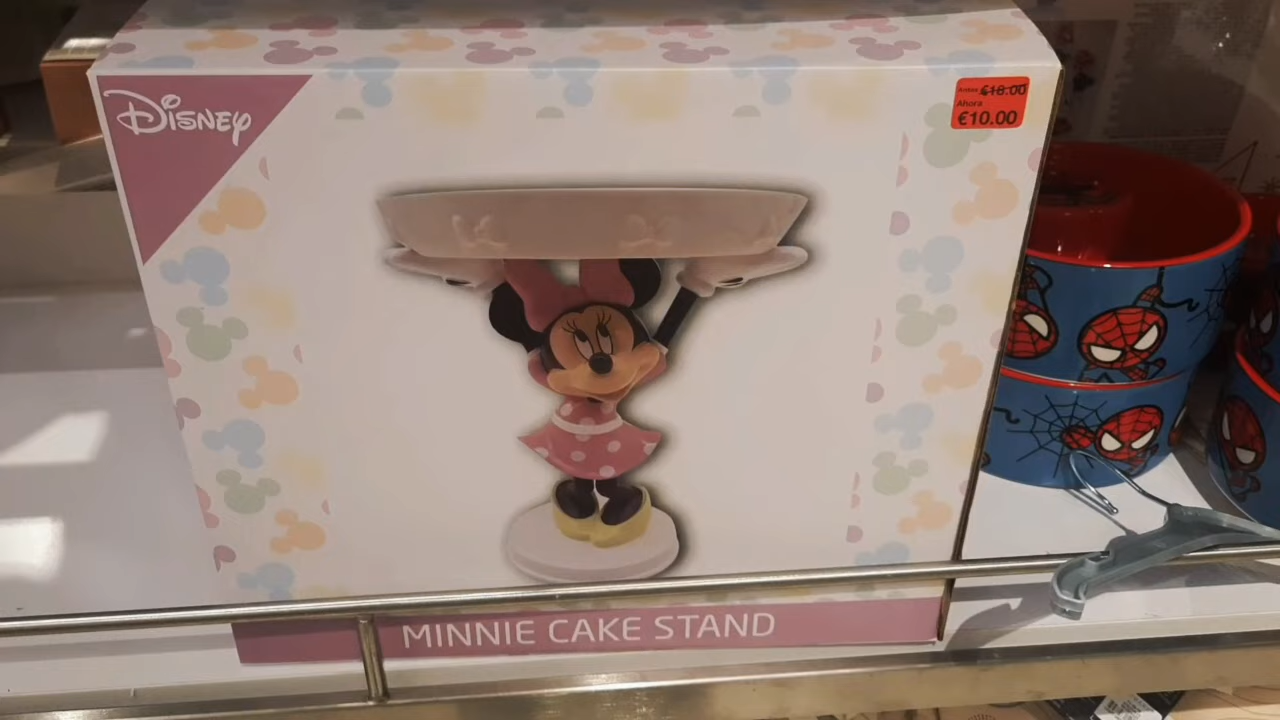 Disney
Antes €18.00
Ahora
€10.00
MINNIE CAKE STAND